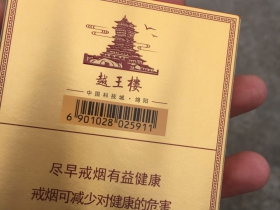 越王楼
中国科技城·绵阳
6 901028 025911
尽早戒烟有益健康
戒烟可减少对健康的危害